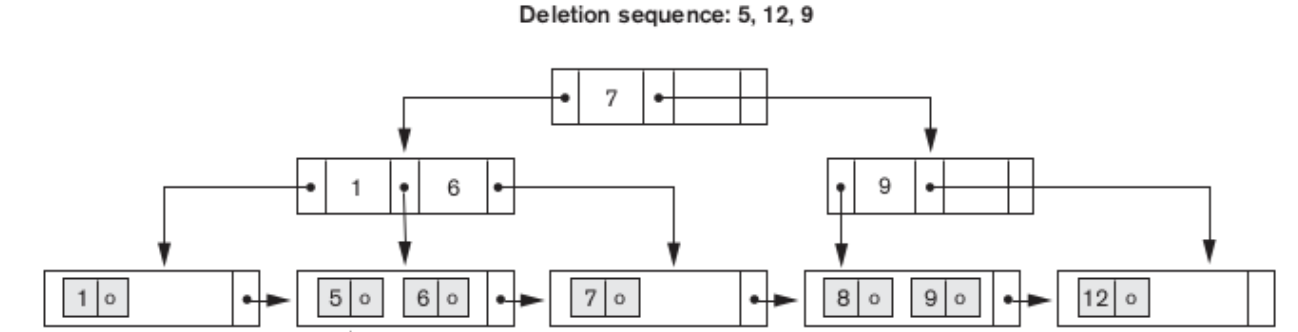 Deletion sequence: 5, 12, 9
7
1 6 9
1 o 5 o 6 o 7 o 8 o 9 o 12 o